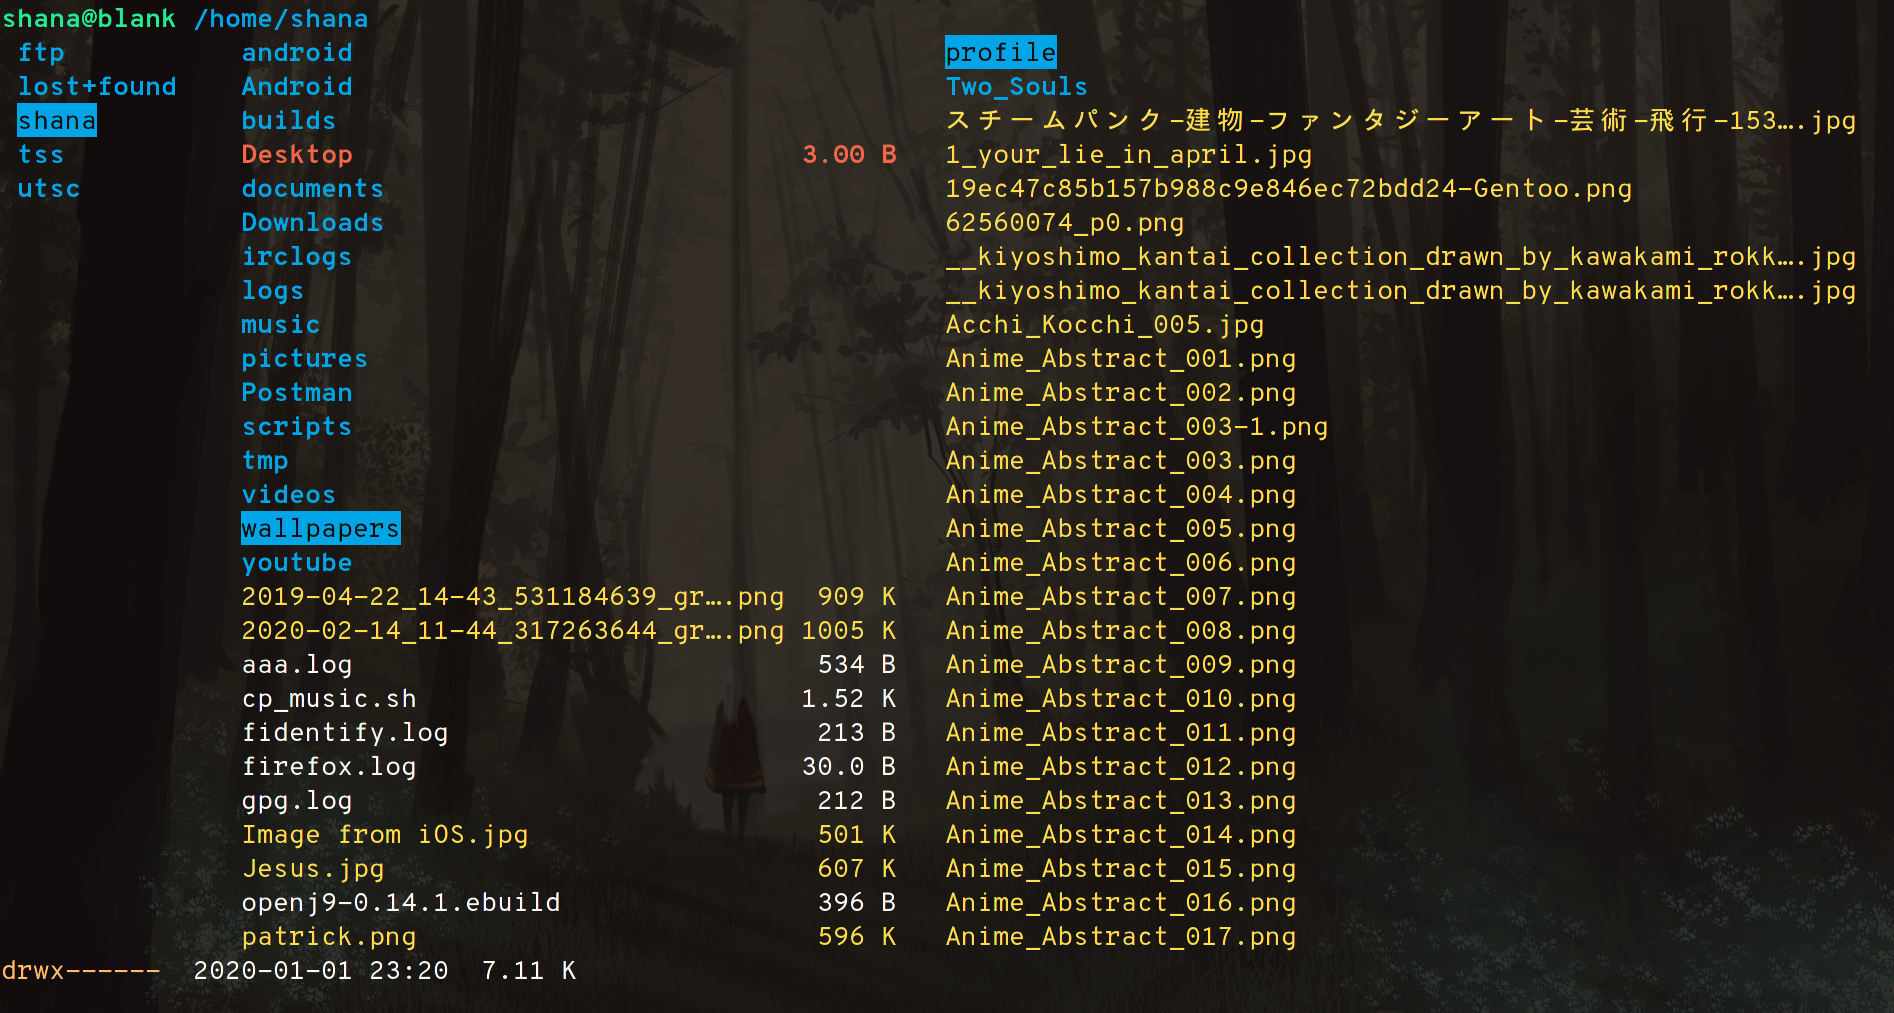 shana@blank /home/shana
ftp android profile
lost+found Android Two_Souls
shana builds スチームパンク-建物-ファンタジーアート-芸術-飛行-153….jpg
tss Desktop 3.00 B 1_your_lie_in_april.jpg
utsc documents 19ec47c85b157b988c9e846ec72bdd24-Gentoo.png
Downloads 62560074_p0.png
irclogs __kiyoshimo_kantai_collection_drawn_by_kawakami_rokk….jpg
logs __kiyoshimo_kantai_collection_drawn_by_kawakami_rokk….jpg
music Acchi_Kocchi_005.jpg
pictures Anime_Abstract_001.png
Postman Anime_Abstract_002.png
scripts Anime_Abstract_003-1.png
tmp Anime_Abstract_003.png
videos Anime_Abstract_004.png
wallpapers Anime_Abstract_005.png
youtube Anime_Abstract_006.png
2019-04-22_14-43_531184639_gr….png 909 K Anime_Abstract_007.png
2020-02-14_11-44_317263644_gr….png 1005 K Anime_Abstract_008.png
aaa.log 534 B Anime_Abstract_009.png
cp_music.sh 1.52 K Anime_Abstract_010.png
fidentify.log 213 B Anime_Abstract_011.png
firefox.log 30.0 B Anime_Abstract_012.png
gpg.log 212 B Anime_Abstract_013.png
Image from iOS.jpg 501 K Anime_Abstract_014.png
Jesus.jpg 607 K Anime_Abstract_015.png
openj9-0.14.1.ebuild 396 B Anime_Abstract_016.png
patrick.png 596 K Anime_Abstract_017.png
drwx------ 2020-01-01 23:20 7.11 K